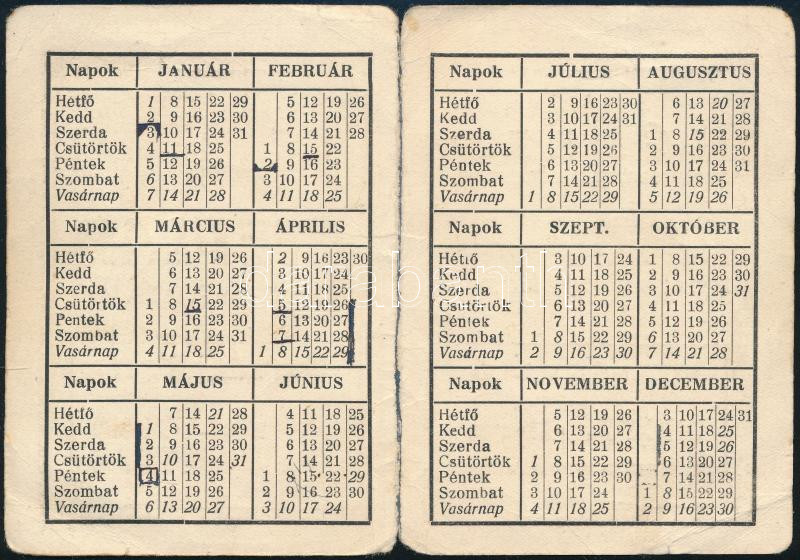 Napok JANUÁR FEBRUÁR
Hétfő 1 8 15 22 29 5 12 19 26
Kedd 2 9 16 23 30 6 13 20 27
Szerda 3 10 17 24 31 7 14 21 28
Csütörtök 4 11 18 25 1 8 15 22
Péntek 5 12 19 26 2 9 16 23
Szombat 6 13 20 27 3 10 17 24
Vasárnap 7 14 21 28 4 11 18 25
Napok MÁRCIUS ÁPRILIS
Hétfő 5 12 19 26 2 9 16 23 30
Kedd 6 13 20 27 3 10 17 24
Szerda 7 14 21 28 4 11 18 25
Csütörtök 1 8 15 22 29 5 12 19 26
Pentek 2 9 16 23 30 6 13 20 27
Szombat 3 10 17 24 31 7 14 21 28
Vasárnap 4 11 18 25 1 8 15 22 29
Napok MÁJUS JÚNIUS
Hétfő 7 14 21 28 4 11 18 25
Kedd 1 8 15 22 29 5 12 19 26
Szerda 2 9 16 23 30 6 13 20 27
Csütörtök 3 10 17 24 31 7 14 21 28
Péntek 4 11 18 25 1 8 15 22 29
Szombat 5 12 19 26 2 9 16 23 30
Vasárnap 6 13 20 27 3 10 17 24
Napok JÚLIUS AUGUSZTUS
Hétfő 2 9 16 23 30 6 13 20 27
Kedd 3 10 17 24 31 7 14 21 28
Szerda 4 11 18 25 1 8 15 22 29
Csütörtök 5 12 19 26 2 9 16 23 30
Péntek 6 13 20 27 3 10 17 24 31
Szombat 7 14 21 28 4 11 18 25
Vasárnap 1 8 15 22 29 5 12 19 26
Napok SZEPT. OKTÓBER
Hétfő 3 10 17 24 1 8 15 22 29
Kedd 4 11 18 25 2 9 16 23 30
Szerda 5 12 19 26 3 10 17 24 31
Csütörtök 6 13 20 27 4 11 18 25
Péntek 7 14 21 28 5 12 19 26
Szombat 1 8 15 22 29 6 13 20 27
Vasárnap 2 9 16 23 30 7 14 21 28
Napok NOVEMBER DECEMBER
Hétfő 5 12 19 26 3 10 17 24 31
Kedd 6 13 20 27 4 11 18 25
Szerda 7 14 21 28 5 12 19 26
Csütörtök 1 8 15 22 29 6 13 20 27
Péntek 2 9 16 23 30 7 14 21 28
Szombat 3 10 17 24 1 8 15 22 29
Vasárnap 4 11 18 25 2 9 16 23 30